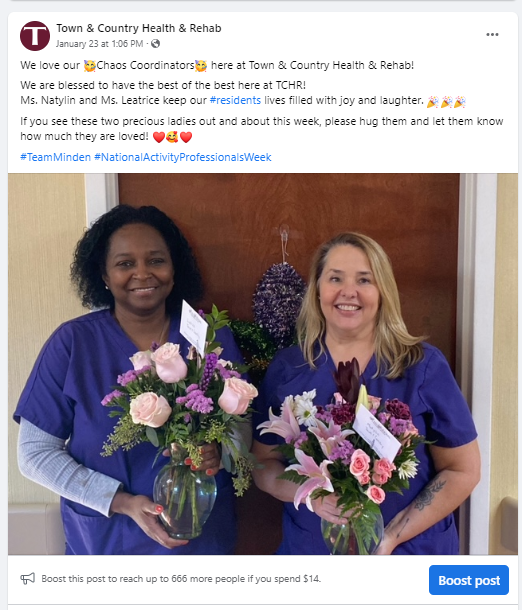 Town & Country Health & Rehab
January 23 at 1:06 PM ·
We love our 🥰Chaos Coordinators🥰 here at Town & Country Health & Rehab!
We are blessed to have the best of the best here at TCHR!
Ms. Natylin and Ms. Leatrice keep our #residents lives filled with joy and laughter. 🎉🎉🎉
If you see these two precious ladies out and about this week, please hug them and let them know
how much they are loved! ❤️🥰❤️
#TeamMinden #NationalActivityProfessionalsWeek
Boost this post to reach up to 666 more people if you spend $14.
Boost post